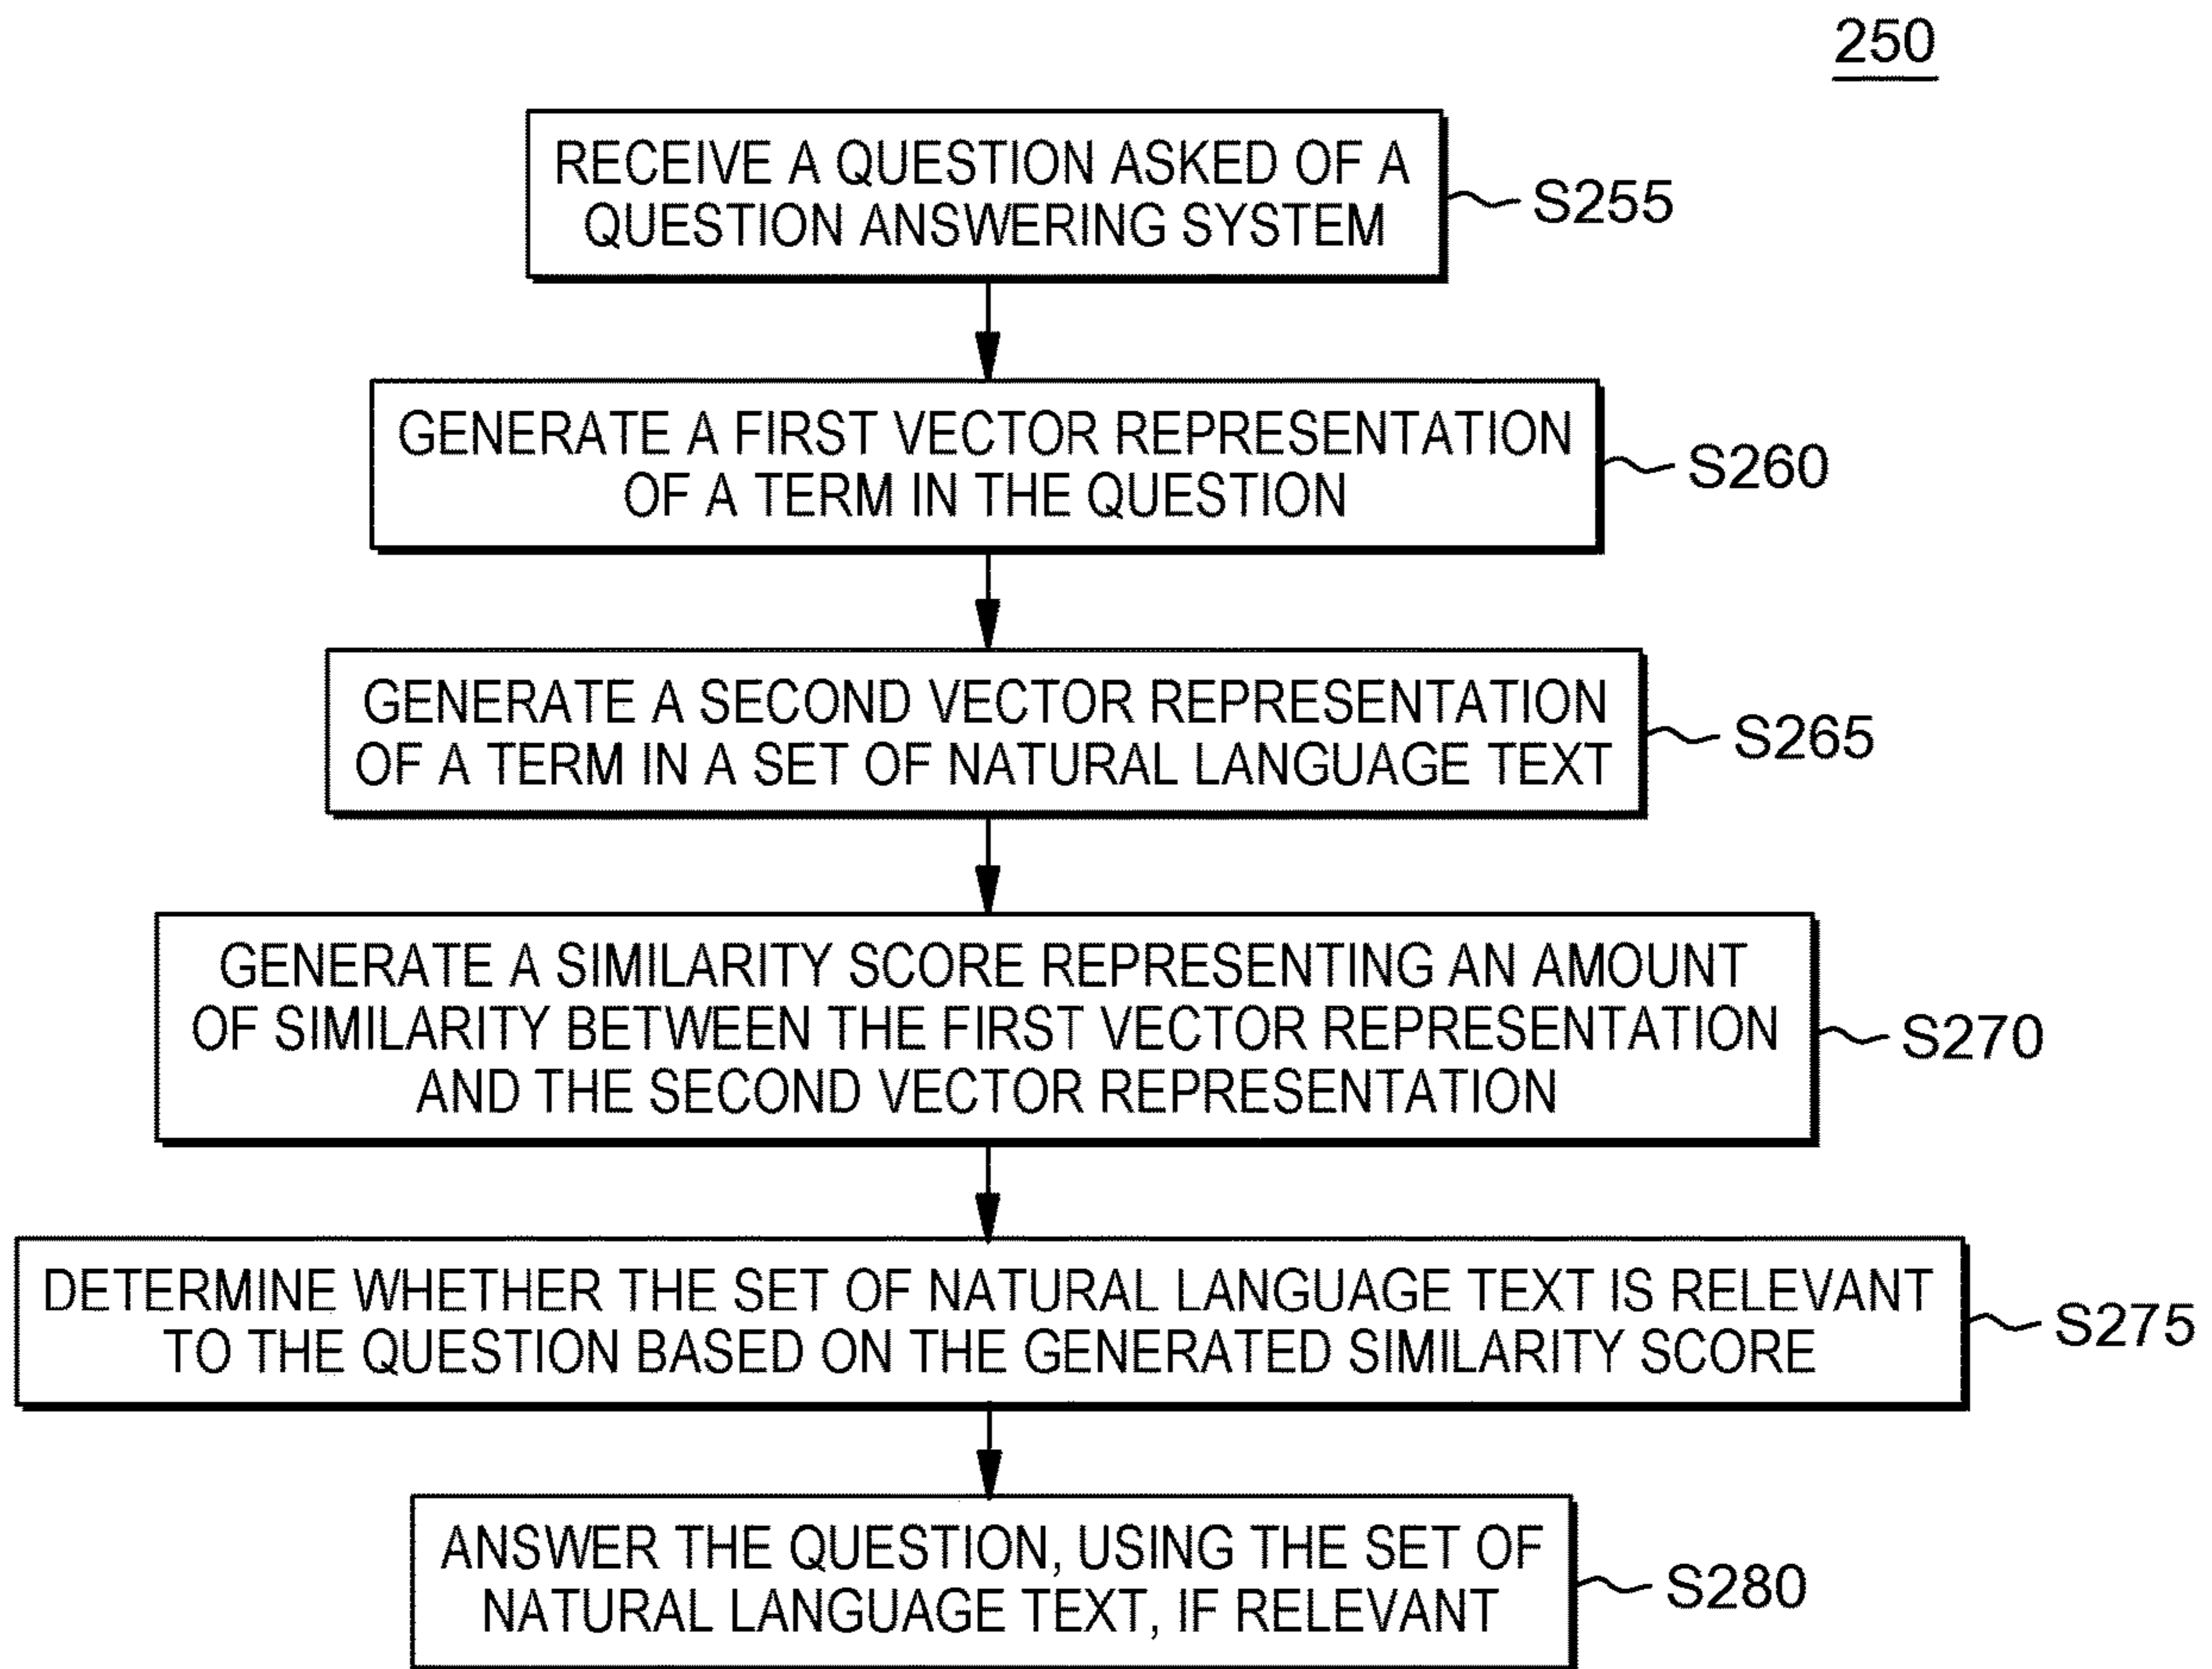 250
RECEIVE A QUESTION ASKED OF A
QUESTION ANSWERING SYSTEM
S255
GENERATE A FIRST VECTOR REPRESENTATION
OF A TERM IN THE QUESTION
S260
GENERATE A SECOND VECTOR REPRESENTATION
OF A TERM IN A SET OF NATURAL LANGUAGE TEXT
S265
GENERATE A SIMILARITY SCORE REPRESENTING AN AMOUNT
OF SIMILARITY BETWEEN THE FIRST VECTOR REPRESENTATION
AND THE SECOND VECTOR REPRESENTATION
S270
DETERMINE WHETHER THE SET OF NATURAL LANGUAGE TEXT IS RELEVANT
TO THE QUESTION BASED ON THE GENERATED SIMILARITY SCORE
S275
ANSWER THE QUESTION, USING THE SET OF
NATURAL LANGUAGE TEXT, IF RELEVANT
S280